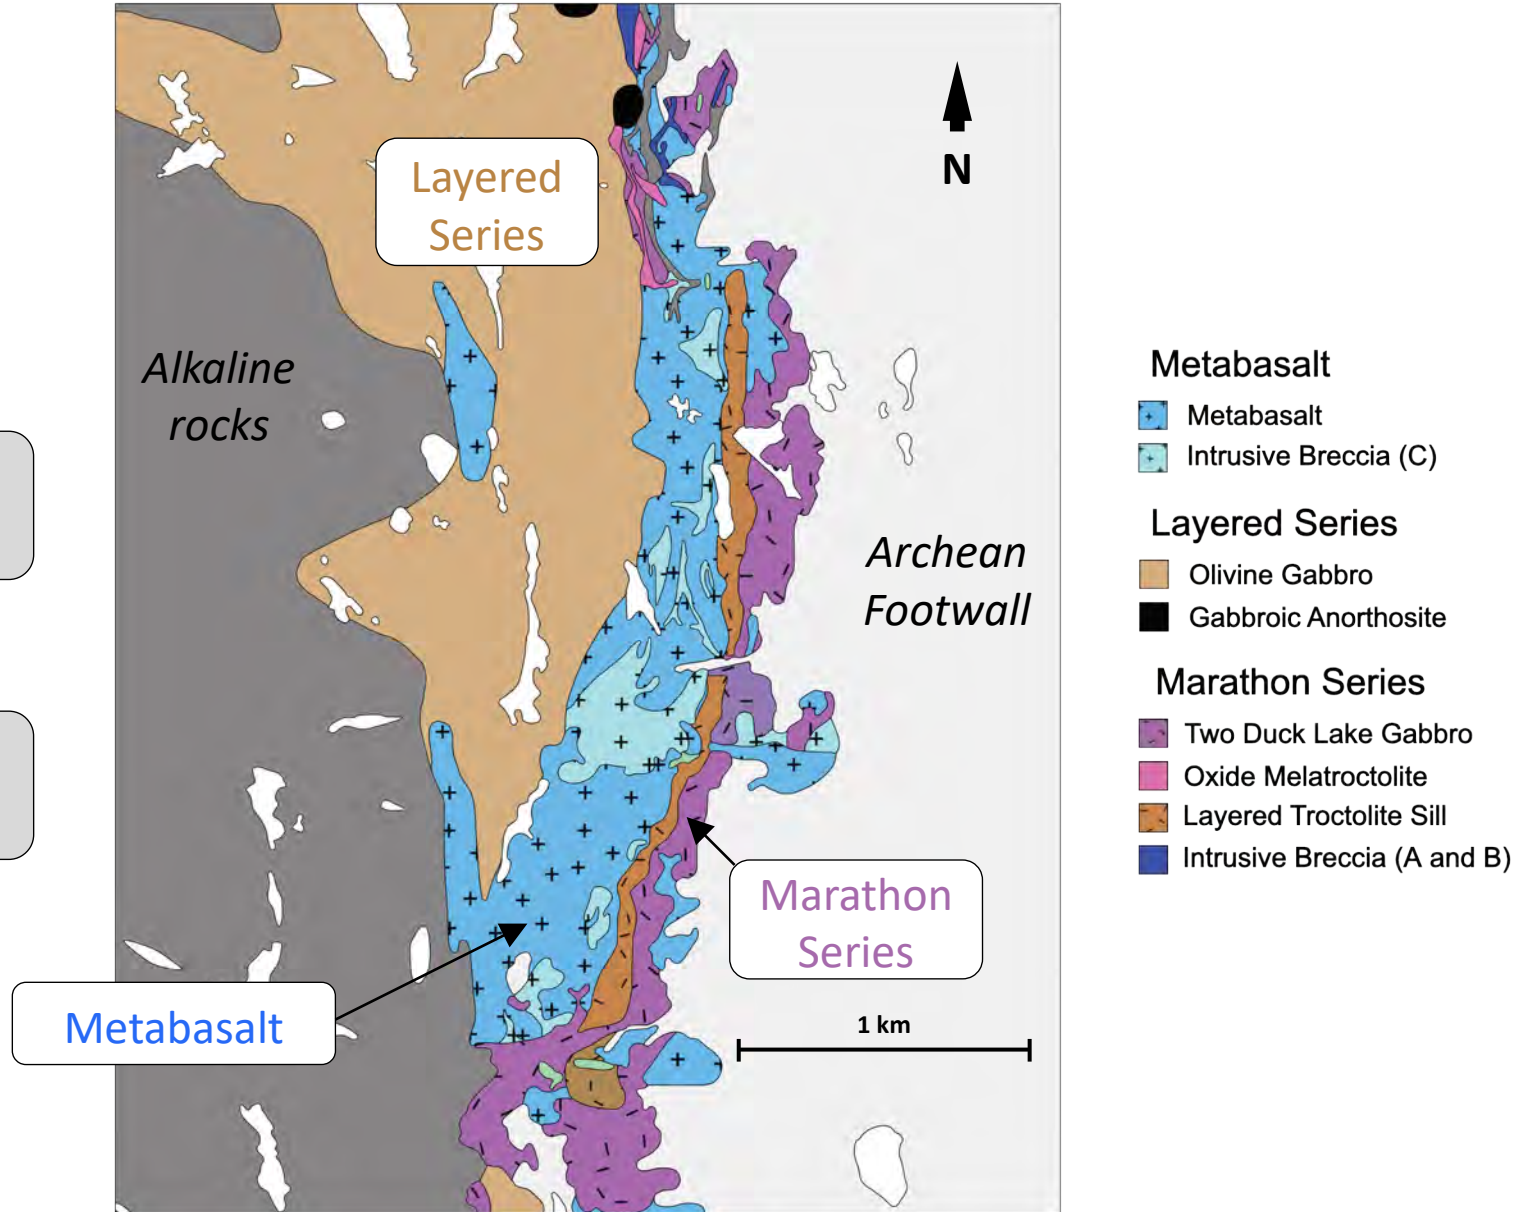 Layered
Series
N
Alkaline
rocks
Archean
Footwall
Marathon
Series
Metabasalt
1 km
Metabasalt
Metabasalt
Intrusive Breccia (C)
Layered Series
Olivine Gabbro
Gabbroic Anorthosite
Marathon Series
Two Duck Lake Gabbro
Oxide Melatroctolite
Layered Troctolite Sill
Intrusive Breccia (A and B)